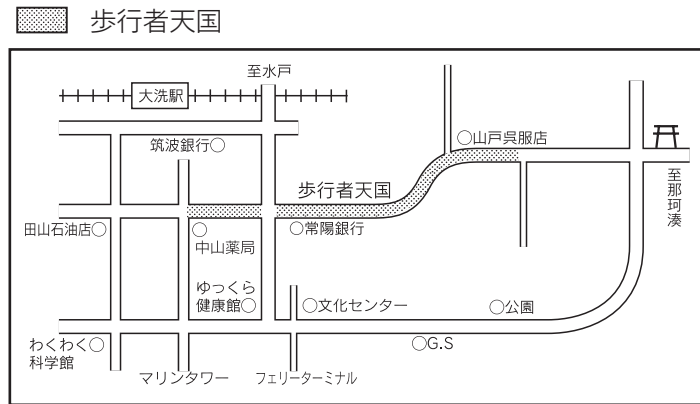 歩行者天国
至水戸
大洗駅
筑波銀行
山戸呉服店
歩行者天国
至那珂湊
田山石油店
中山薬局
常陽銀行
ゆっくら
健康館
文化センター
公園
わくわく
科学館
G.S
マリンタワー
フェリーターミナル